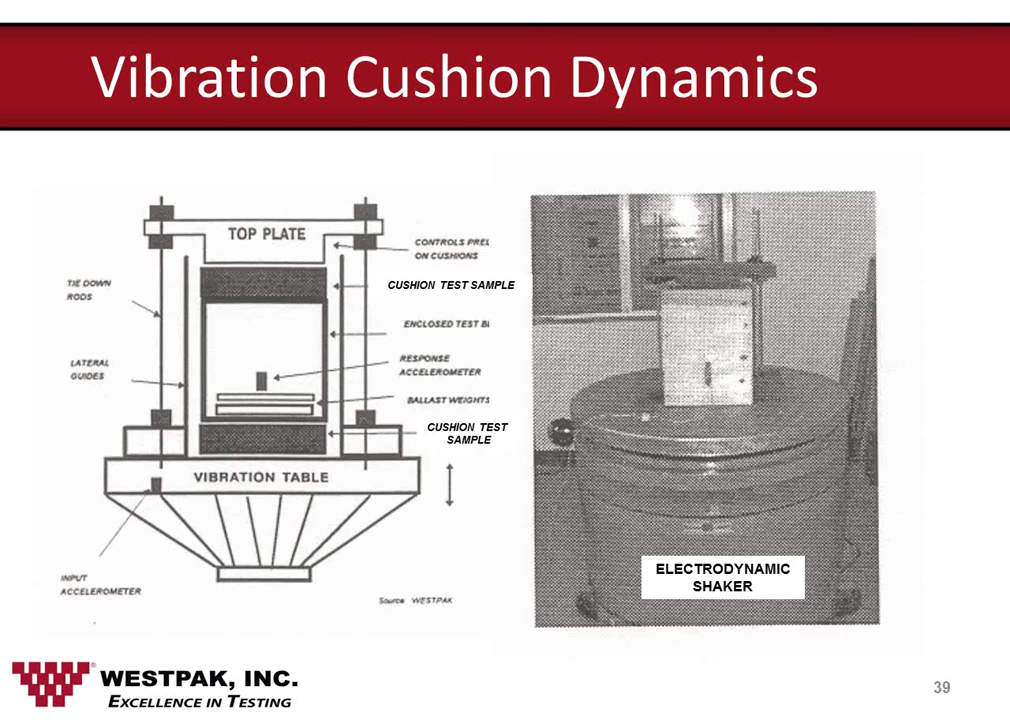 Vibration Cushion Dynamics
TOP PLATE
CONTROLS
ON CUSHIONS
TIE DOWN
RODS
CUSHION TEST SAMPLE
ENCLOSED TEST
RESPONSE
ACCELEROMETER
LATERAL
GUIDES
BALLAST WEIGHTS
CUSHION TEST
SAMPLE
VIBRATION TABLE
INPUT
ACCELEROMETER
Source WESTPAK
ELECTRODYNAMIC
SHAKER
WESTPAK, INC.
EXCELLENCE IN TESTING
39